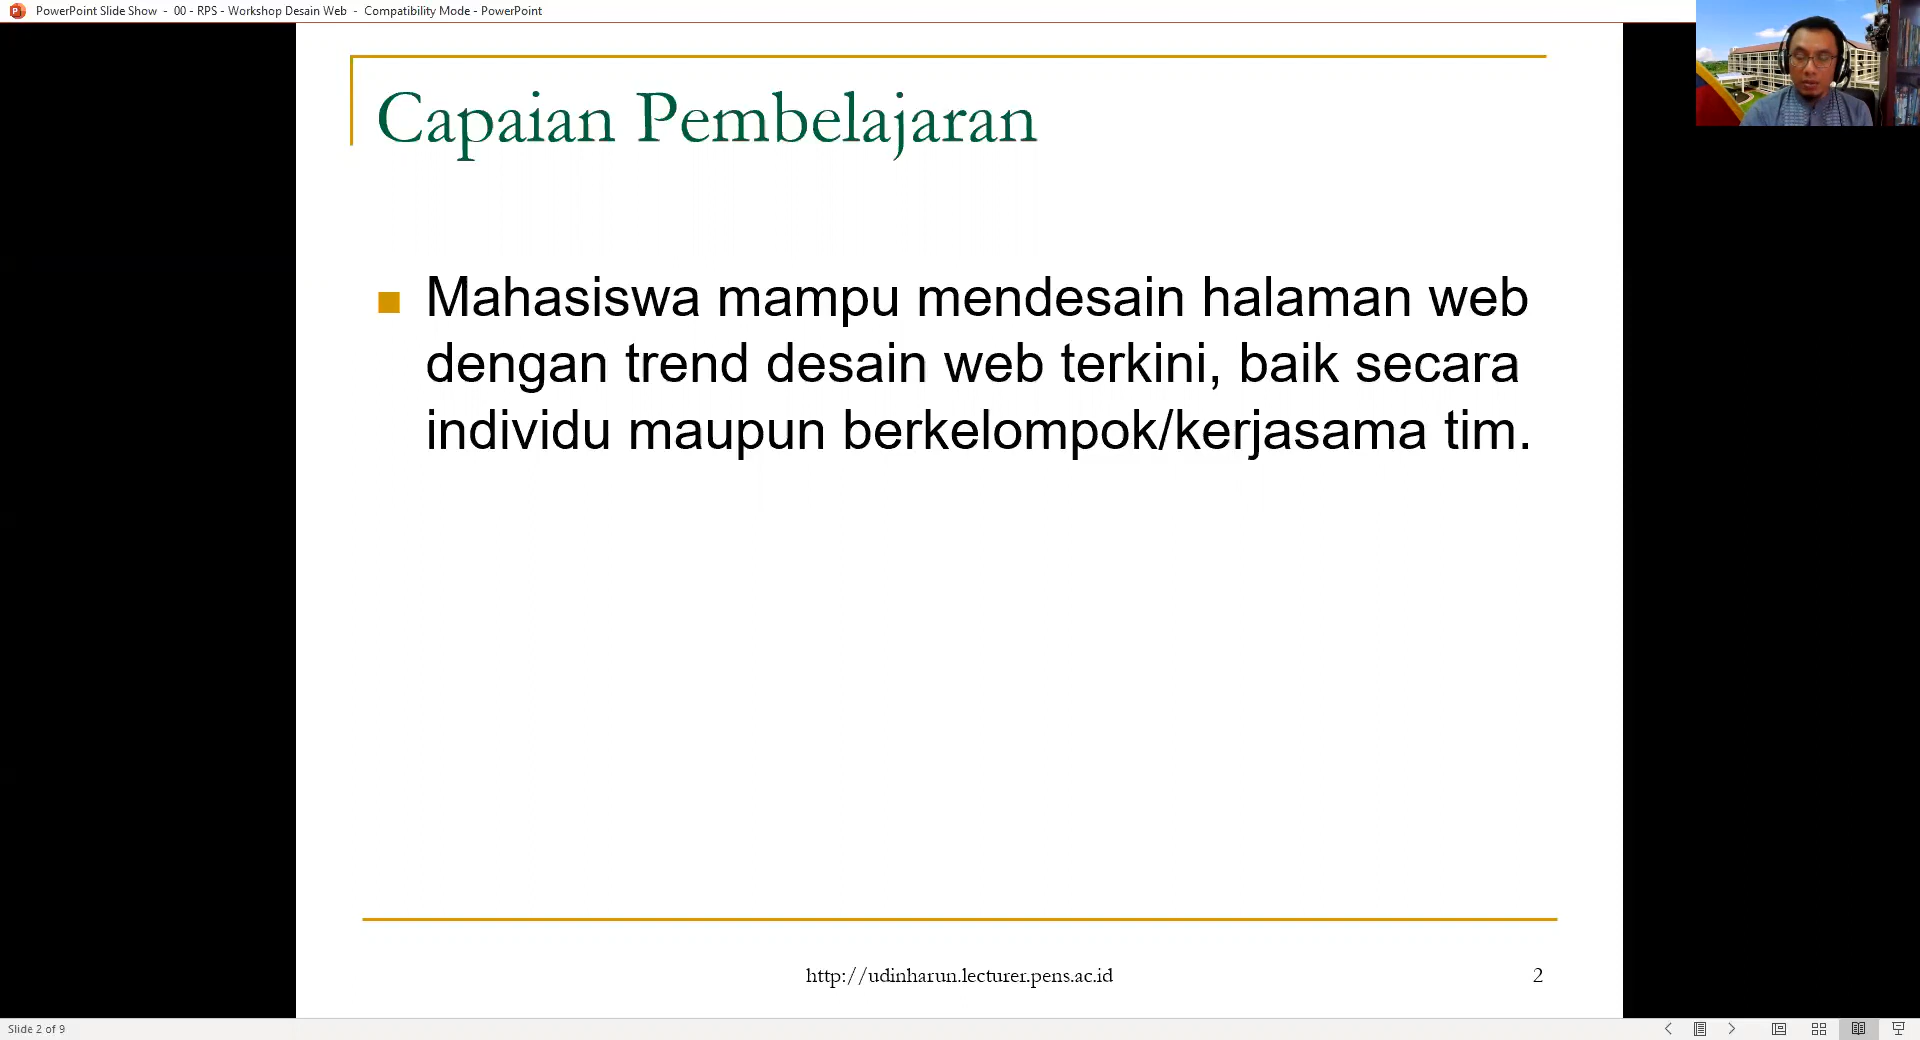 PowerPoint Slide Show - 00 - RPS - Workshop Desain Web - Compatibility Mode - PowerPoint
Capaian Pembelajaran
Mahasiswa mampu mendesain halaman web
dengan trend desain web terkini, baik secara
individu maupun berkelompok/kerjasama tim.
http://udinharun.lecturer.pens.ac.id
2
Slide 2 of 9